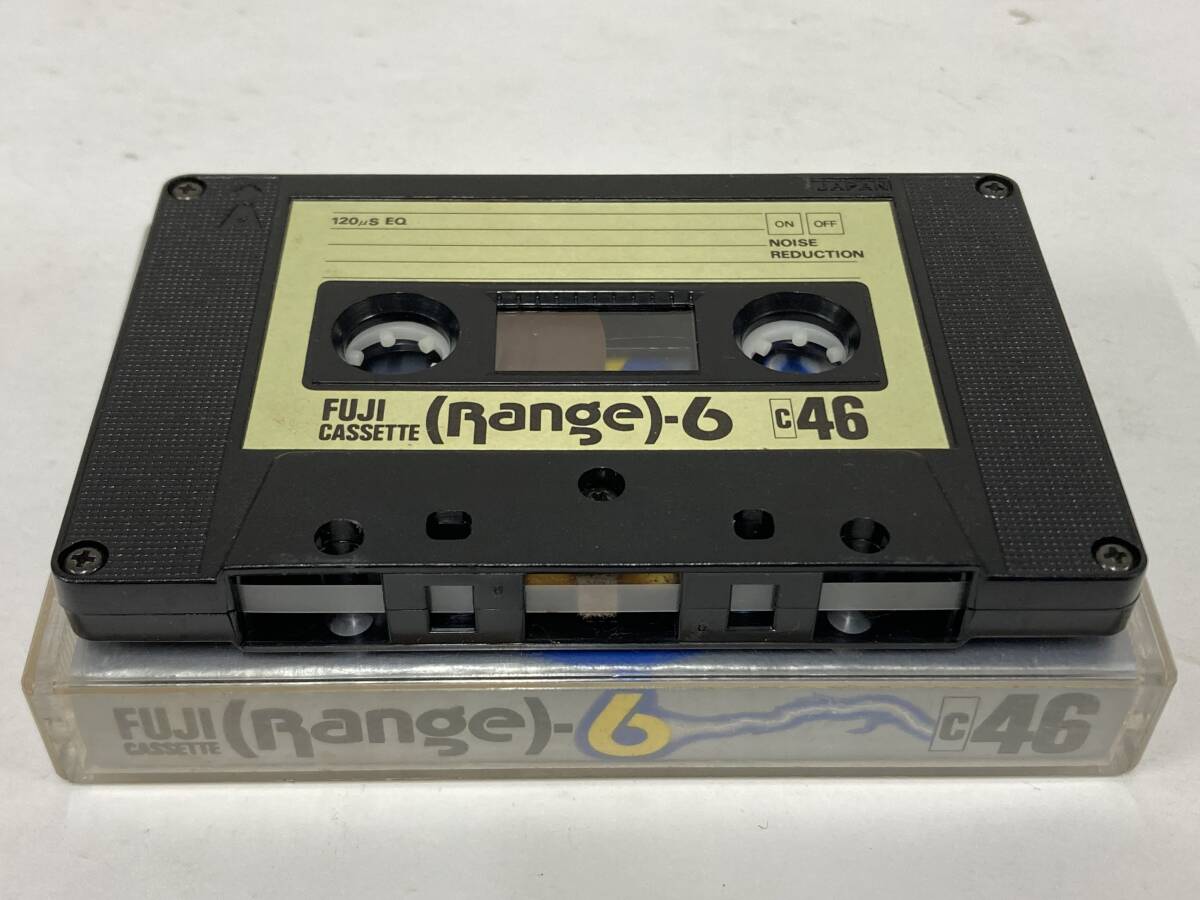 JAPAN
A
120μS EQ
ON OFF
NOISE
REDUCTION
FUJI
CASSETTE (Range)-6 C46
FUJI
CASSETTE (Range)-6 C46